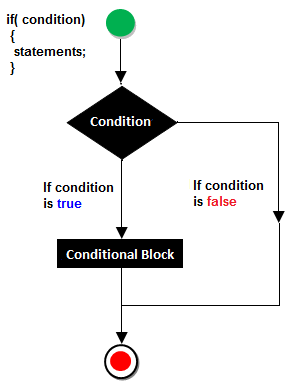 if( condition)
{
statements;
}
Condition
If condition
is true
If condition
is false
Conditional Block